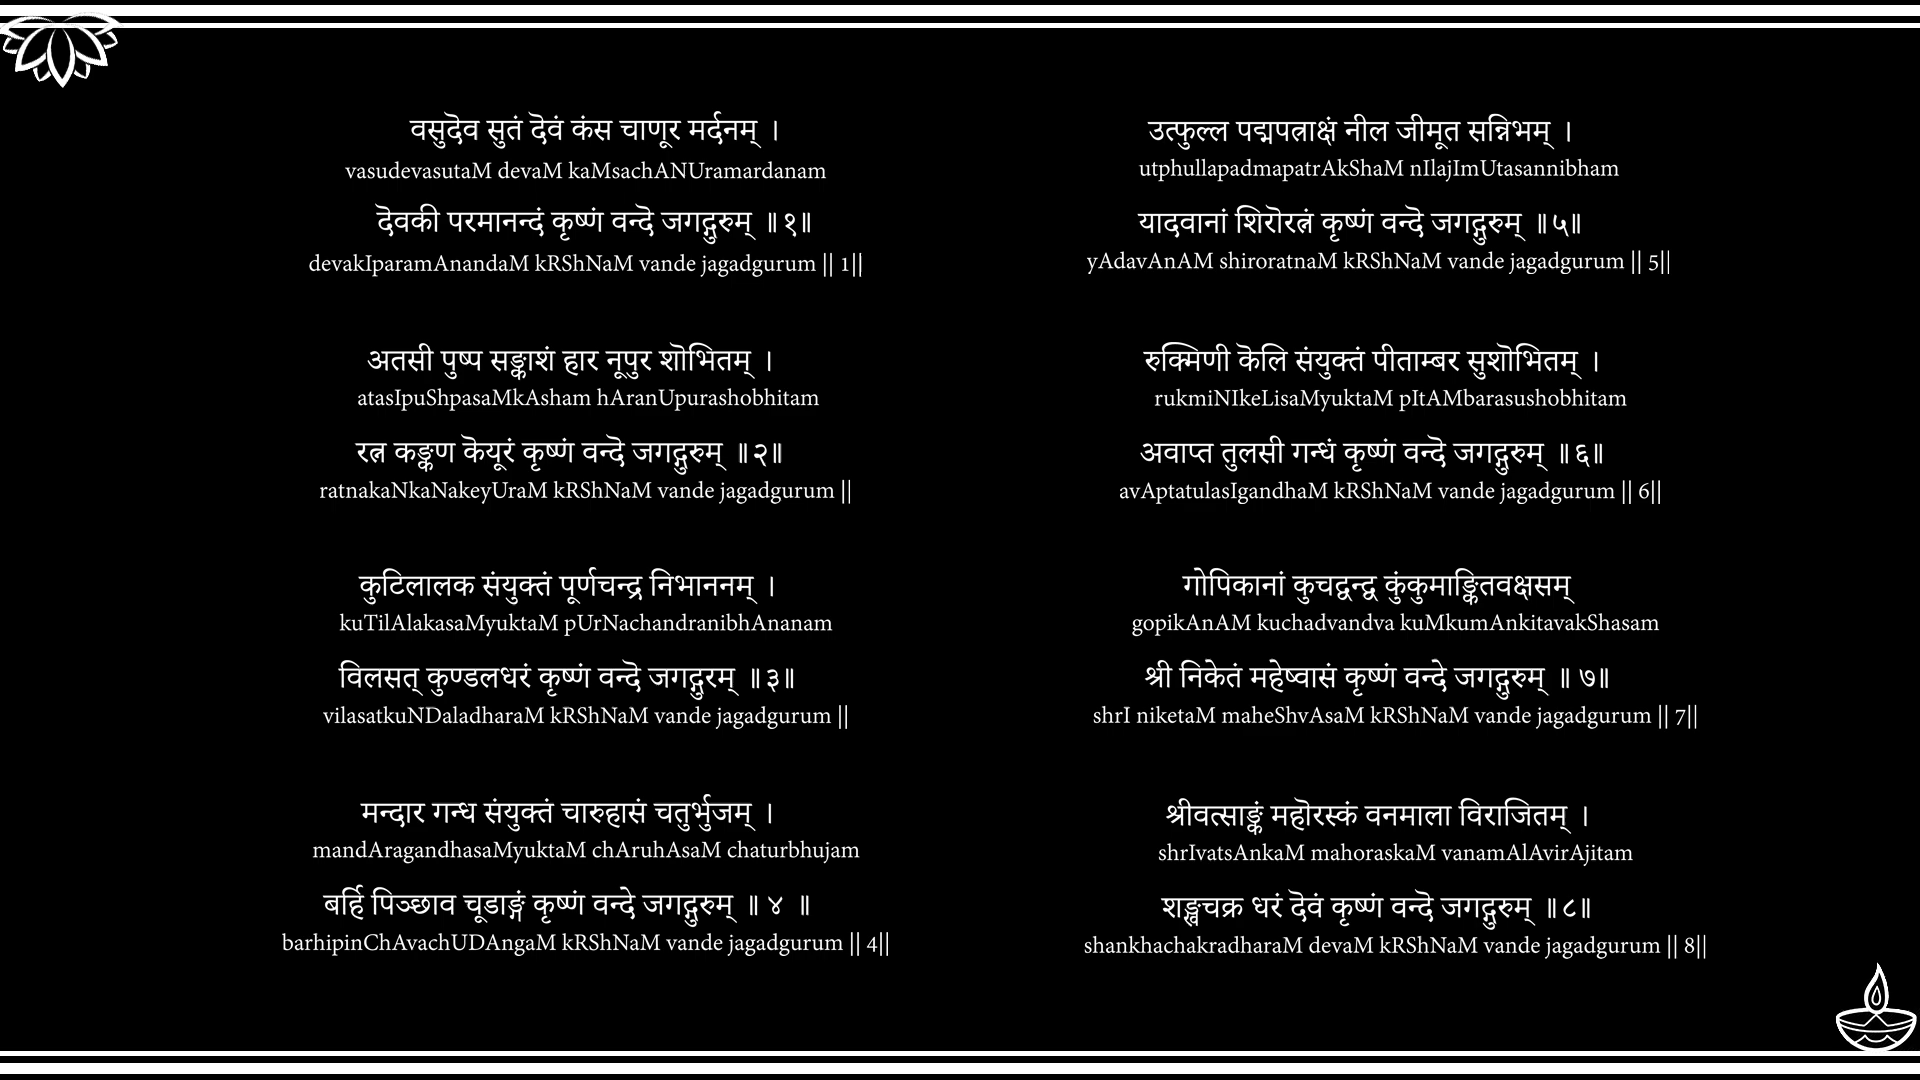 वसुदॆव सुतं दॆवं कंस चाणूर मर्दनम् ।
vasudevasutaM devaM kaMsachANUramardanam
दॆवकी परमानन्दं कृष्णं वन्दॆ जगद्गुरुम् ॥१॥
devakIparamAnandaM kRShNaM vande jagadgurum || 1||
अतसी पुष्प सङ्काशं हार नूपुर शॊभितम् ।
atasIpuShpasaMkAsham hAranUpurashobhitam
रत्न कङ्कण कॆयूरं कृष्णं वन्दॆ जगद्गुरुम् ॥२॥
ratnakaNkaNakeyUraM kRShNaM vande jagadgurum ||
कुटिलालक संयुक्तं पूर्णचन्द्र निभाननम् ।
kuTilAlakasaMyuktaM pUrNachandranibhAnanam
विलसत् कुण्डलधरं कृष्णं वन्दॆ जगद्गुरम् ॥३॥
vilasatkuNDaladharaM kRShNaM vande jagadgurum ||
मन्दार गन्ध संयुक्तं चारुहासं चतुर्भुजम् ।
mandAragandhasaMyuktaM chAruhAsaM chaturbhujam
बर्हि पिञ्छाव चूडाङ्गं कृष्णं वन्दे जगद्गुरुम् ॥ ४ ॥
barhipinChAvachUDAngaM kRShNaM vande jagadgurum || 4||
उत्फुल्ल पद्मपत्राक्षं नील जीमूत सन्निभम् ।
utphullapadmapatrAkShaM nIlajImUtasannibham
यादवानां शिरॊरत्नं कृष्णं वन्दॆ जगद्गुरुम् ॥५॥
yAdavAnAM shiroratnaM kRShNaM vande jagadgurum || 5||
रुक्मिणी कॆलि संयुक्तं पीताम्बर सुशॊभितम् ।
rukmiNIkeLisaMyuktaM pItAMbarasushobhitam
अवाप्त तुलसी गन्धं कृष्णं वन्दॆ जगद्गुरुम् ॥६॥
avAptatulasIgandhaM kRShNaM vande jagadgurum || 6||
गोपिकानां कुचद्वन्द्व कुंकुमाङ्कितवक्षसम्
gopikAnAM kuchadvandva kuMkumAnkitavakShasam
श्री निकेतं महेष्वासं कृष्णं वन्दे जगद्गुरुम् ॥ ७॥
shrI niketaM maheShvAsaM kRShNaM vande jagadgurum || 7||
श्रीवत्साङ्कं महॊरस्कं वनमाला विराजितम् ।
shrIvatsAnkaM mahoraskaM vanamAlAvirAjitam
शङ्खचक्र धरं दॆवं कृष्णं वन्दॆ जगद्गुरुम् ॥८॥
shankhachakradharaM devaM kRShNaM vande jagadgurum || 8||